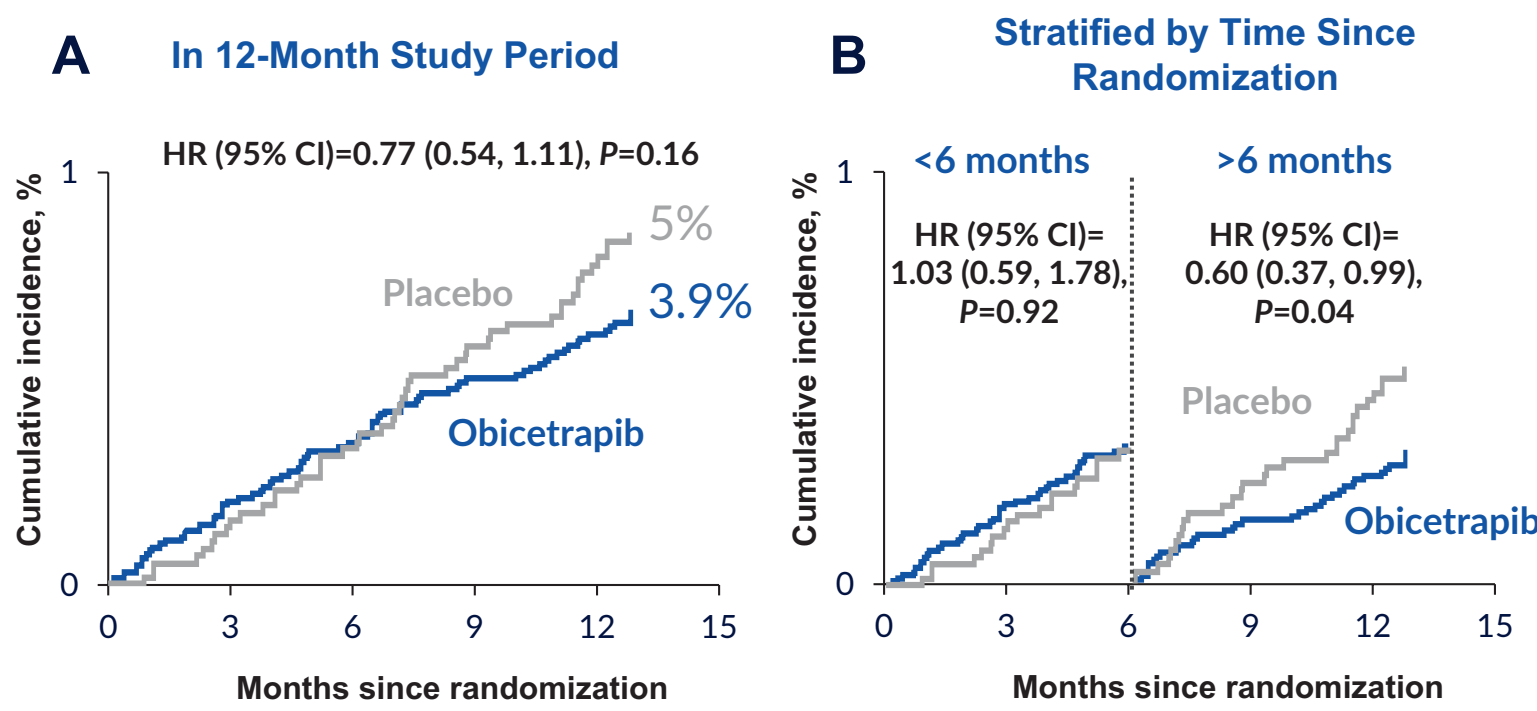 A
In 12-Month Study Period
HR (95% CI)=0.77 (0.54, 1.11), P=0.16
Cumulative incidence, %
1
0
5%
3.9%
Placebo
Obicetrapib
0 3 6 9 12 15
Months since randomization
B
Stratified by Time Since
Randomization
<6 months
>6 months
HR (95% CI)=
1.03 (0.59, 1.78),
P=0.92
HR (95% CI)=
0.60 (0.37, 0.99),
P=0.04
Cumulative incidence, %
1
0
Placebo
Obicetrapib
0 3 6 9 12 15
Months since randomization